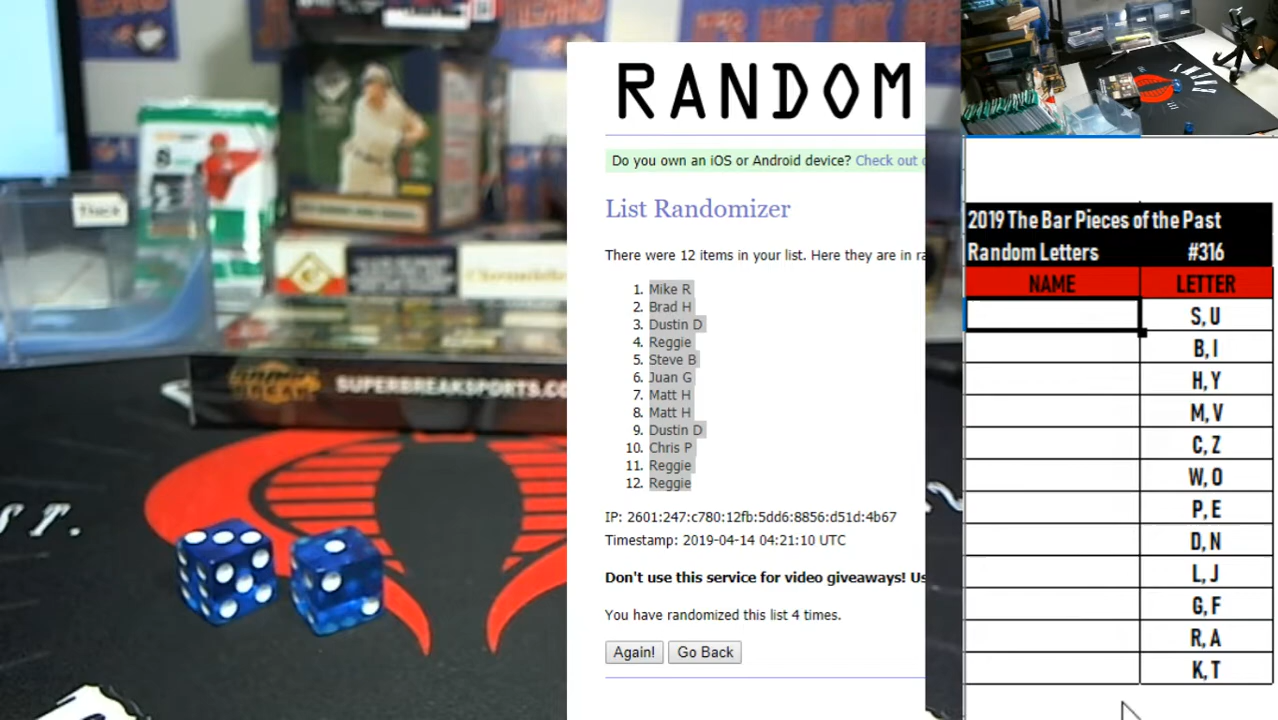 Thick
8
SUPERBREAKSPORTS.CO
ST.
RANDOM
Do you own an iOS or Android device? Check out
List Randomizer
There were 12 items in your list. Here they are in ra
1. Mike R
2. Brad H
3. Dustin D
4. Reggie
5. Steve B
6. Juan G
7. Matt H
8. Matt H
9. Dustin D
10. Chris P
11. Reggie
12. Reggie
IP: 2601:247:c780:12fb:5dd6:8856:d51d:4b67
Timestamp: 2019-04-14 04:21:10 UTC
Don't use this service for video giveaways! Us
You have randomized this list 4 times.
Again! Go Back
2019 The Bar Pieces of the Past
Random Letters #316
NAME LETTER
S, U
B, I
H, Y
M, V
C, Z
W, O
P, E
D, N
L, J
G, F
R, A
K, T